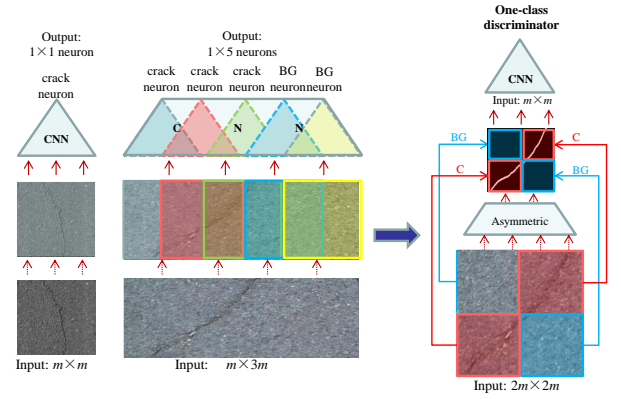 Output:
1×1 neuron
crack
neuron
CNN
Input: m×m
Output:
1×5 neurons
crack crack crack BG BG
neuron neuron neuron neuron neuron
C N N
Input: m×3m
One-class
discriminator
CNN
Input: m×m
BG C
C BG
Asymmetric
Input: 2m×2m